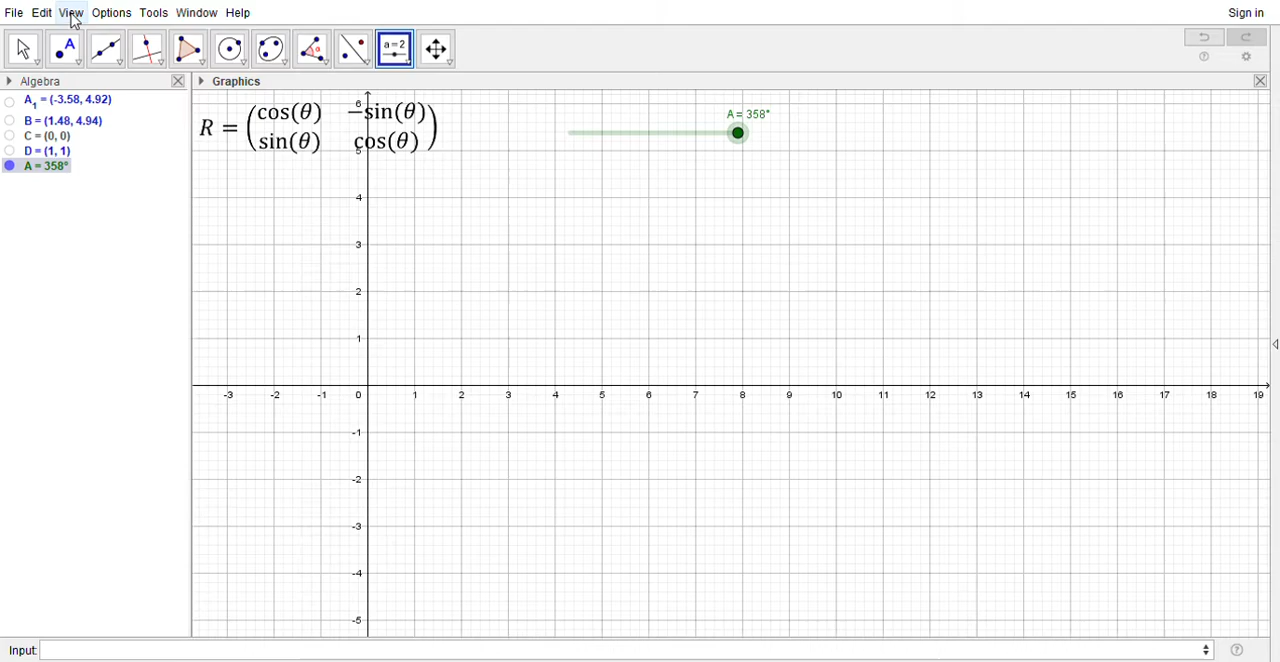 File Edit View Options Tools Window Help Sign in
A a=2
Algebra
Graphics
A₁ = (-3.58, 4.92)
B = (1.48, 4.94)
C = (0, 0)
D = (1, 1)
A = 358°
R = (cos(θ) −sin(θ))
(sin(θ) cos(θ))
A = 358°
6
5
4
3
2
1
-3 -2 -1 0 1 2 3 4 5 6 7 8 9 10 11 12 13 14 15 16 17 18 19
-1
-2
-3
-4
-5
Input: